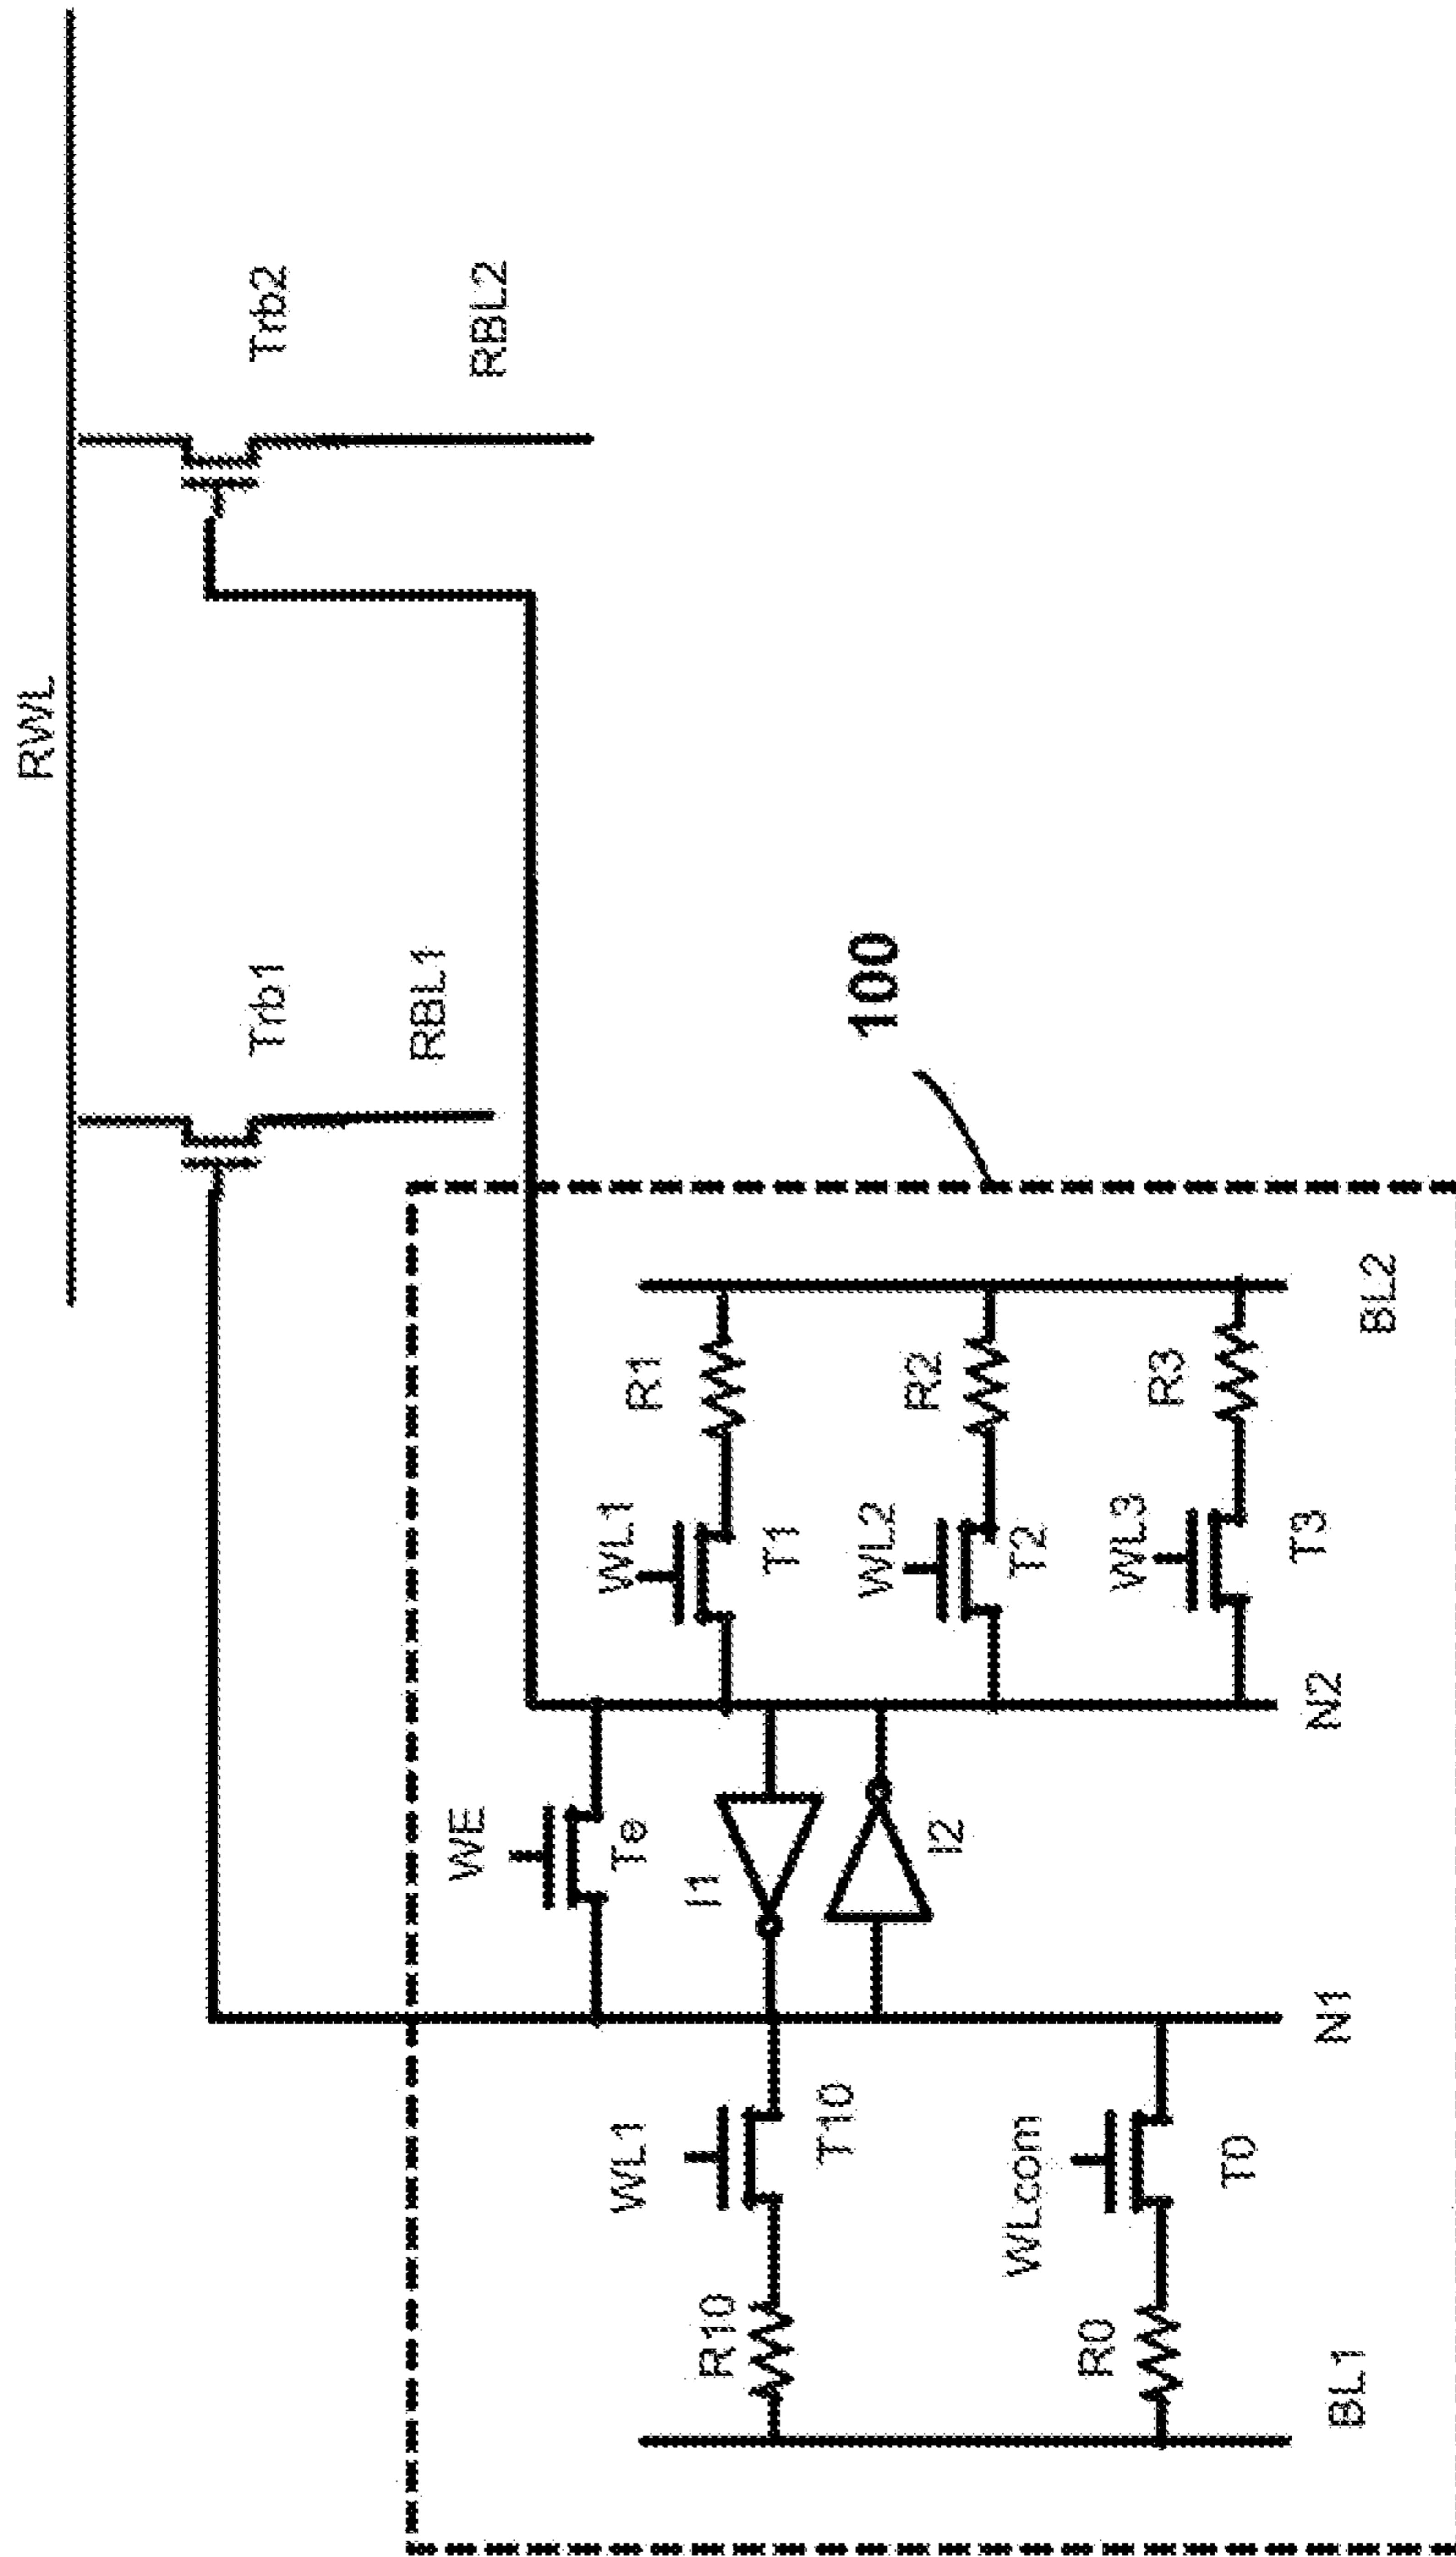 RWL
Trb1
Trb2
RBL1
RBL2
100
WE
Te
WL1
R10
T10
I1
I2
WL1
R1
T1
WL2
R2
T2
WLcom
R0
T0
WL3
R3
T3
BL1
N1
N2
BL2